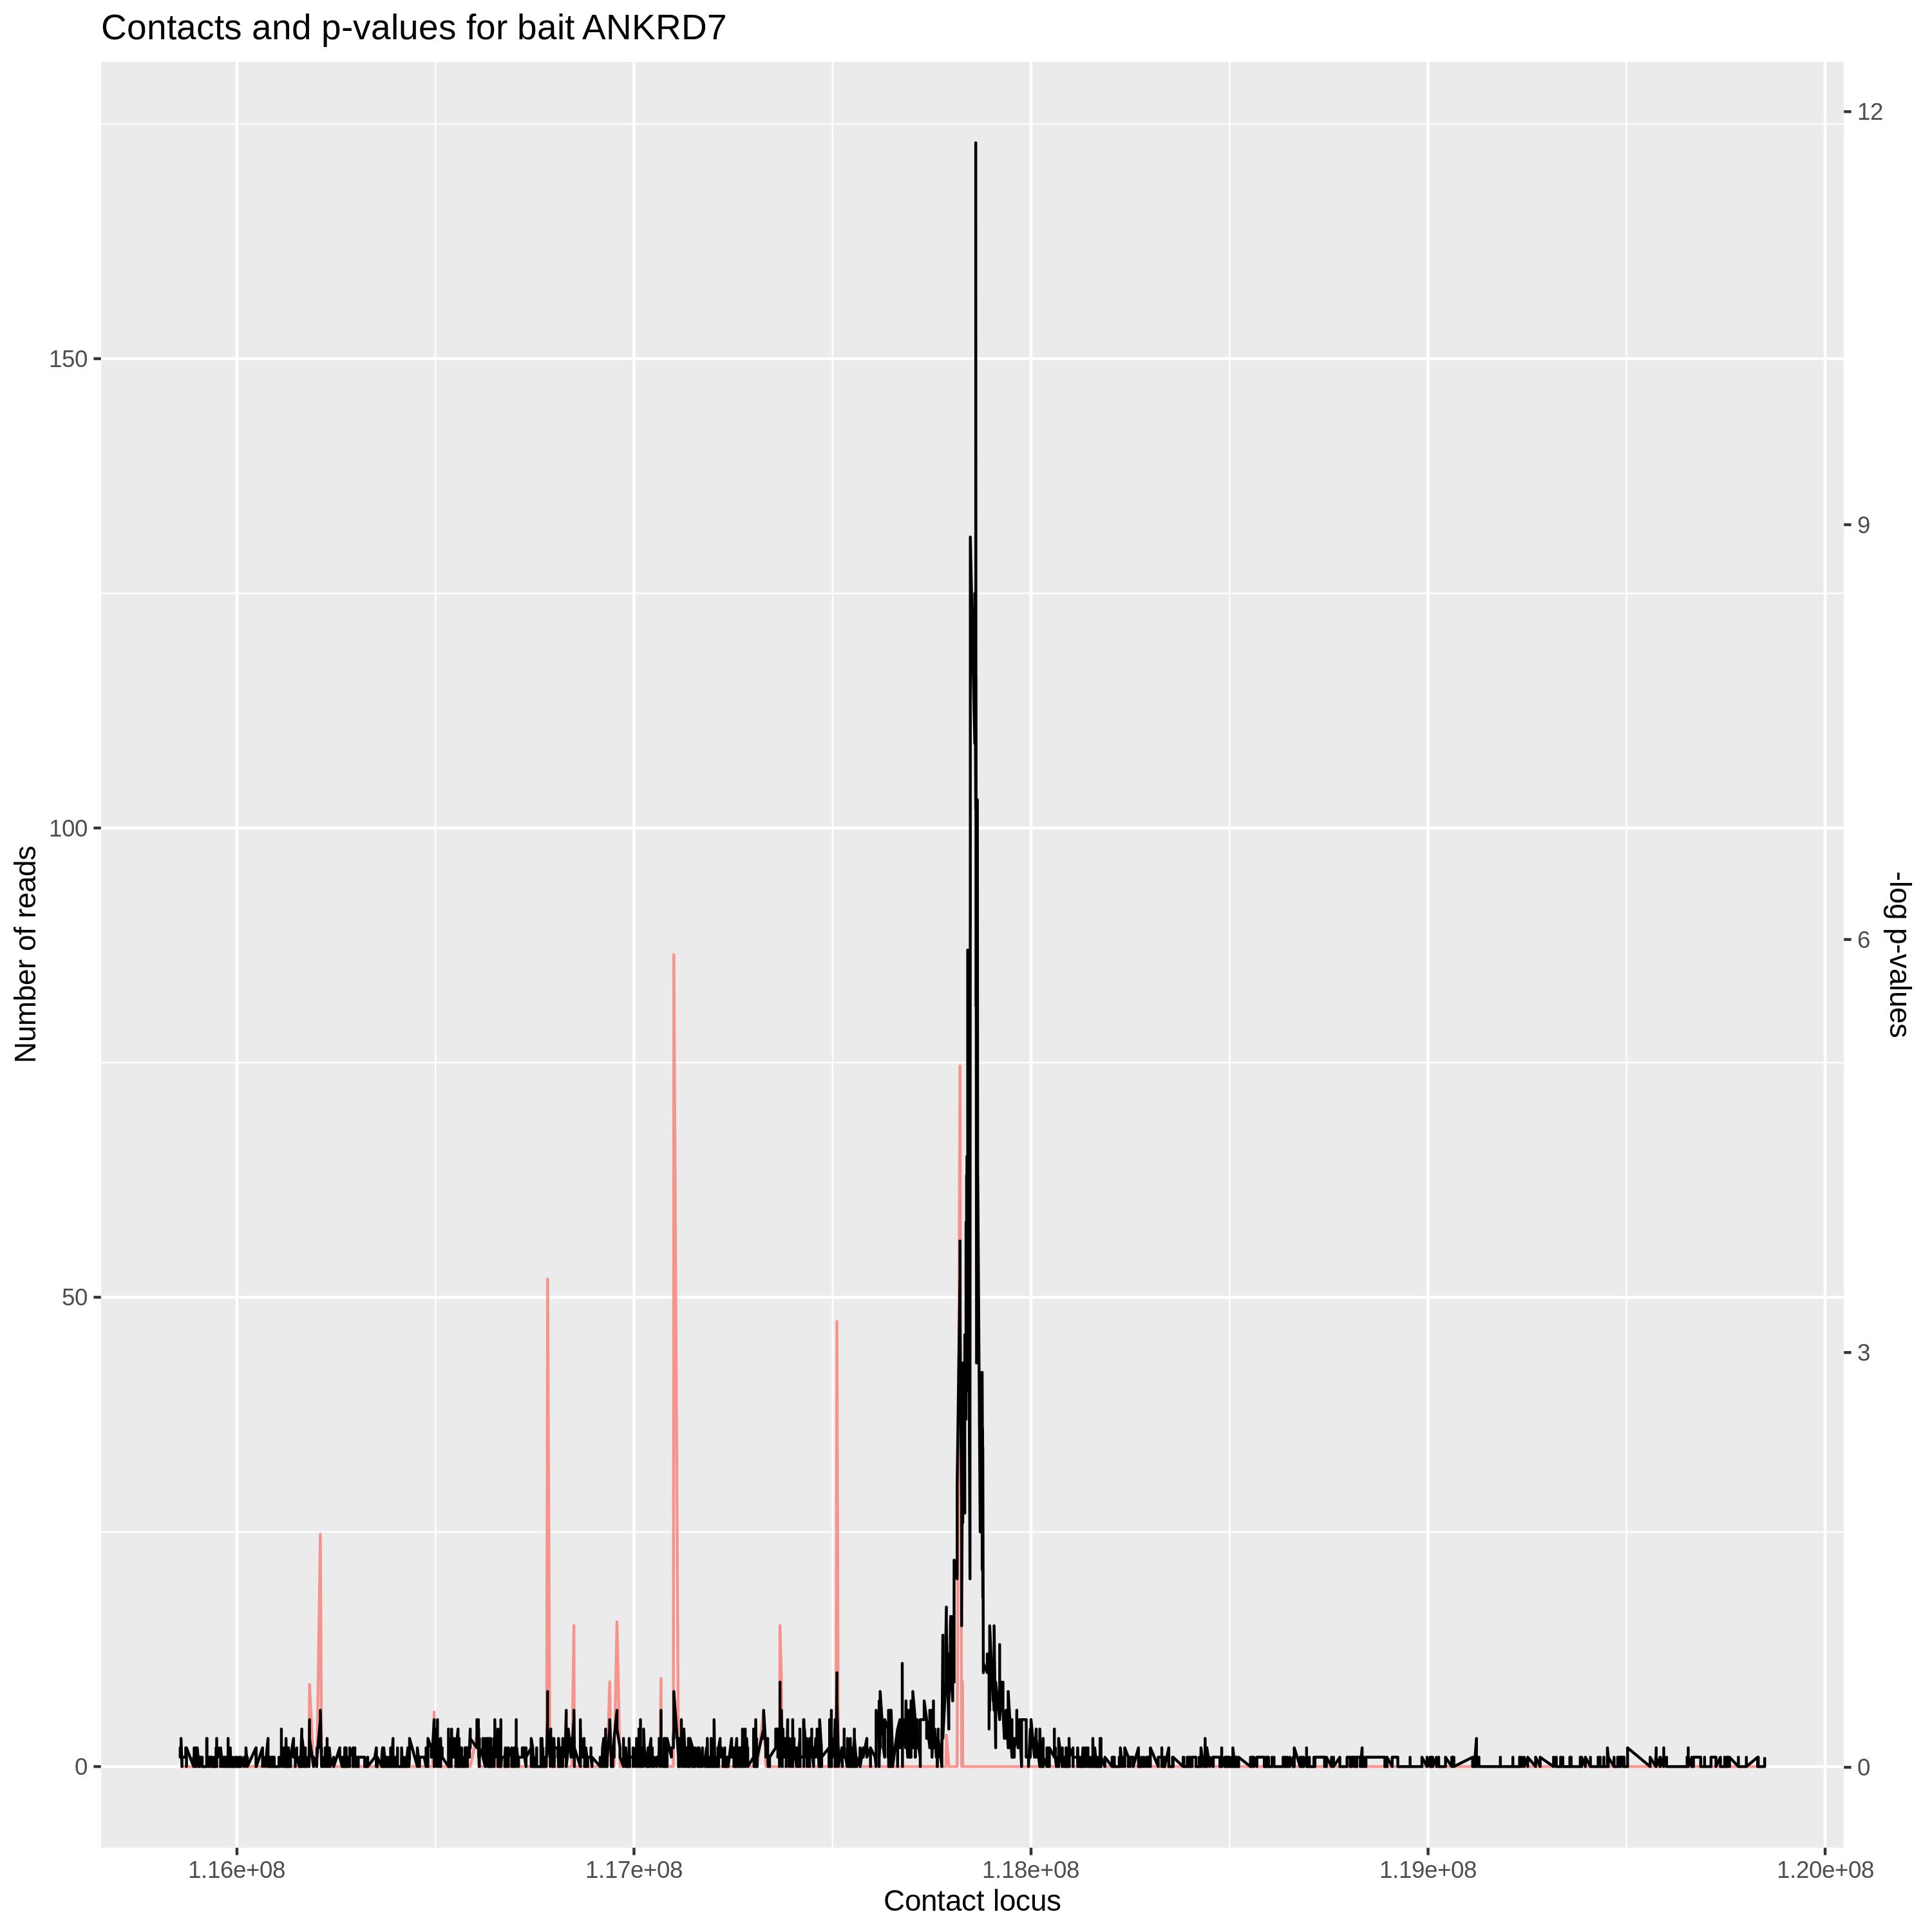 Contacts and p-values for bait ANKRD7
12
150
9
100
6
Number of reads
-log p-values
50
3
0
0
1.16e+08
1.17e+08
1.18e+08
1.19e+08
1.20e+08
Contact locus